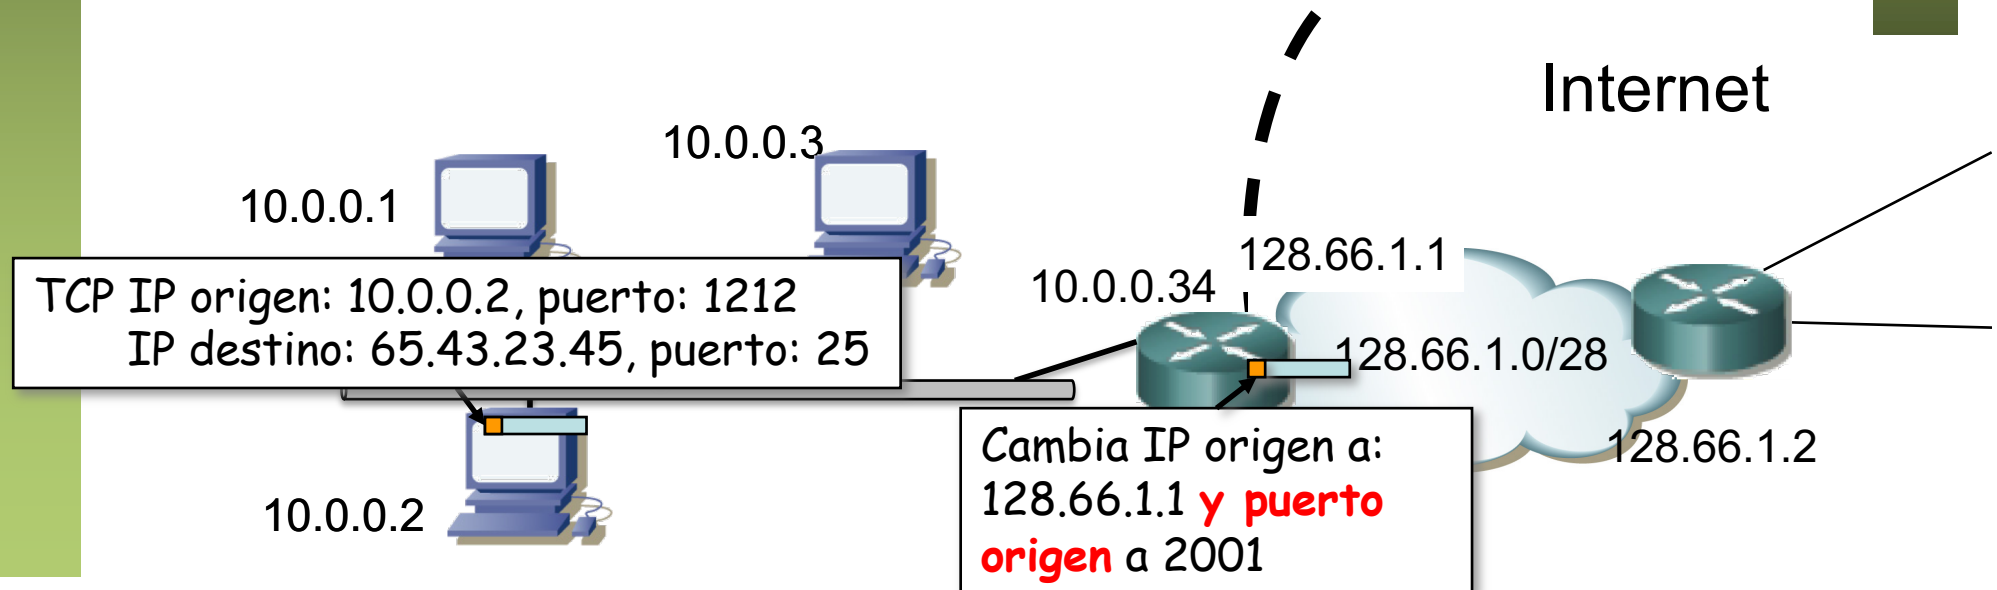 Internet
10.0.0.3
10.0.0.1
128.66.1.1
10.0.0.34
TCP IP origen: 10.0.0.2, puerto: 1212
IP destino: 65.43.23.45, puerto: 25
128.66.1.0/28
Cambia IP origen a:
128.66.1.1 y puerto
origen a 2001
128.66.1.2
10.0.0.2